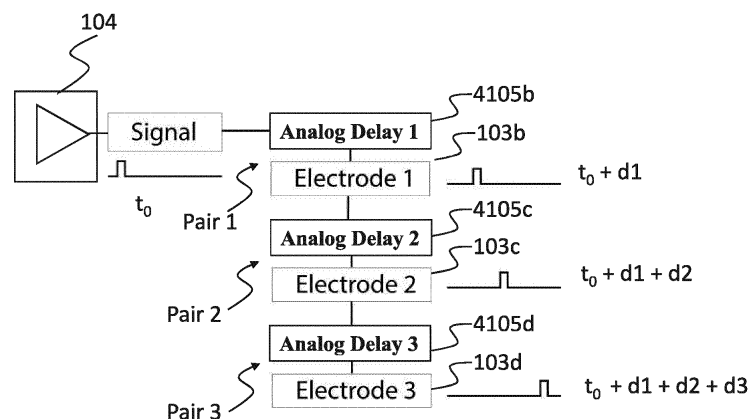 104
4105b
Signal
Analog Delay 1
103b
Electrode 1
t₀ + d1
t₀
Pair 1
4105c
Analog Delay 2
103c
Electrode 2
t₀ + d1 + d2
Pair 2
4105d
Analog Delay 3
103d
Electrode 3
t₀ + d1 + d2 + d3
Pair 3